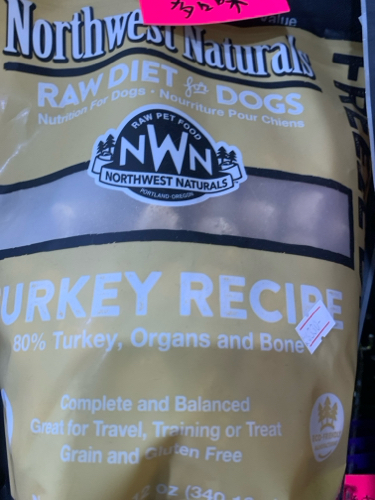 alue
Northwest Naturals
RAW DIET for DOGS
Nutrition For Dogs · Nourriture Pour Chiens
RAW PET FOOD
NWN
NORTHWEST NATURALS
PORTLAND·OREGON
TURKEY RECIPE
80% Turkey, Organs and Bone
Complete and Balanced
Great for Travel, Training or Treat
Grain and Gluten Free